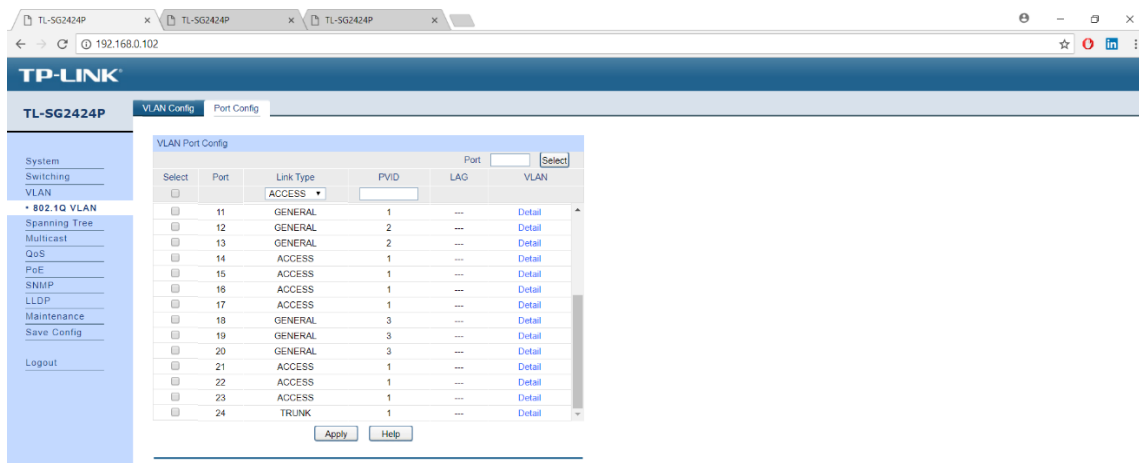 TL-SG2424P TL-SG2424P TL-SG2424P
192.168.0.102
TP-LINK
TL-SG2424P
VLAN Config Port Config
System
Switching
VLAN
• 802.1Q VLAN
Spanning Tree
Multicast
QoS
PoE
SNMP
LLDP
Maintenance
Save Config
Logout
VLAN Port Config
Port Select
Select Port Link Type PVID LAG VLAN
ACCESS
11 GENERAL 1 --- Detail
12 GENERAL 2 --- Detail
13 GENERAL 2 --- Detail
14 ACCESS 1 --- Detail
15 ACCESS 1 --- Detail
16 ACCESS 1 --- Detail
17 ACCESS 1 --- Detail
18 GENERAL 3 --- Detail
19 GENERAL 3 --- Detail
20 GENERAL 3 --- Detail
21 ACCESS 1 --- Detail
22 ACCESS 1 --- Detail
23 ACCESS 1 --- Detail
24 TRUNK 1 --- Detail
Apply Help